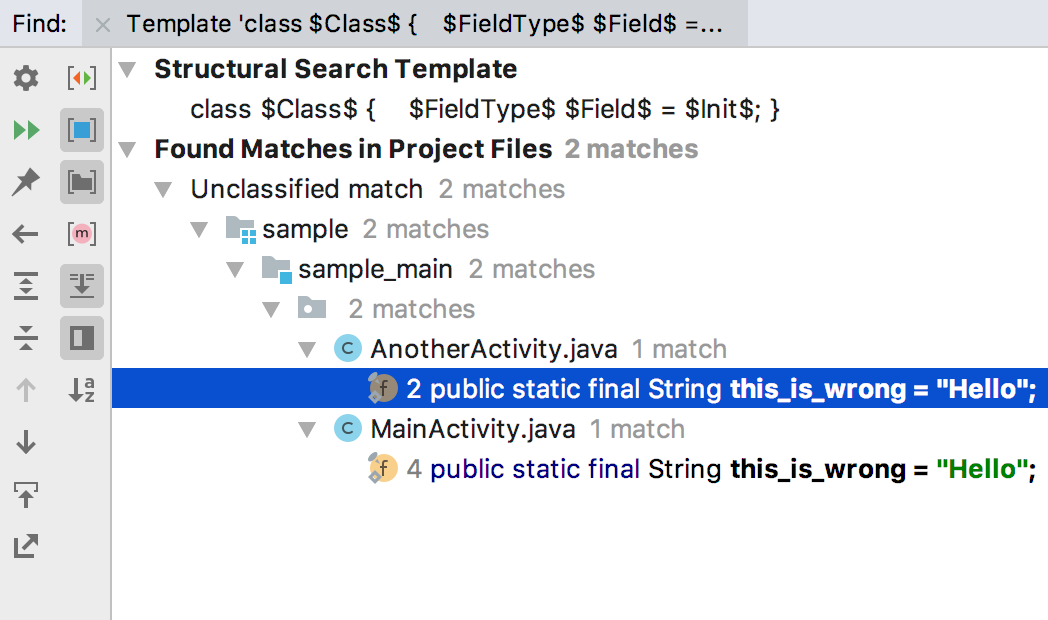 Find: Template 'class $Class$ {    $FieldType$ $Field$ =...
Structural Search Template
class $Class$ {    $FieldType$ $Field$ = $Init$; }
Found Matches in Project Files 2 matches
Unclassified match 2 matches
sample 2 matches
sample_main 2 matches
2 matches
C AnotherActivity.java 1 match
f 2 public static final String this_is_wrong = "Hello";
C MainActivity.java 1 match
f 4 public static final String this_is_wrong = "Hello";
m
a
z